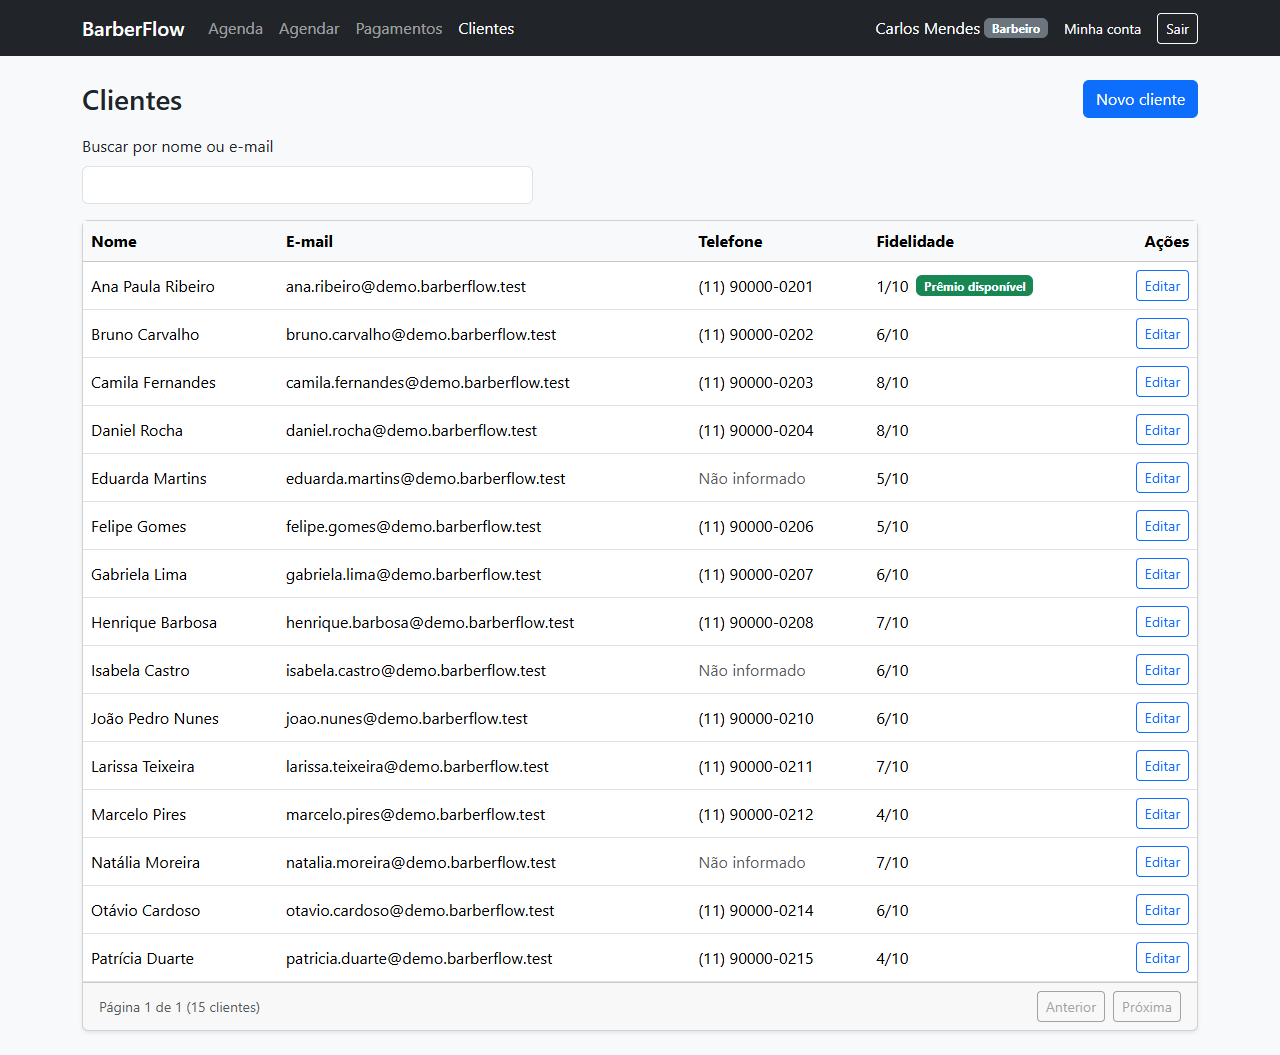 BarberFlow Agenda Agendar Pagamentos Clientes Carlos Mendes Barbeiro Minha conta Sair
Clientes Novo cliente
Buscar por nome ou e-mail
Nome E-mail Telefone Fidelidade Ações
Ana Paula Ribeiro ana.ribeiro@demo.barberflow.test (11) 90000-0201 1/10 Prêmio disponível Editar
Bruno Carvalho bruno.carvalho@demo.barberflow.test (11) 90000-0202 6/10 Editar
Camila Fernandes camila.fernandes@demo.barberflow.test (11) 90000-0203 8/10 Editar
Daniel Rocha daniel.rocha@demo.barberflow.test (11) 90000-0204 8/10 Editar
Eduarda Martins eduarda.martins@demo.barberflow.test Não informado 5/10 Editar
Felipe Gomes felipe.gomes@demo.barberflow.test (11) 90000-0206 5/10 Editar
Gabriela Lima gabriela.lima@demo.barberflow.test (11) 90000-0207 6/10 Editar
Henrique Barbosa henrique.barbosa@demo.barberflow.test (11) 90000-0208 7/10 Editar
Isabela Castro isabela.castro@demo.barberflow.test Não informado 6/10 Editar
João Pedro Nunes joao.nunes@demo.barberflow.test (11) 90000-0210 6/10 Editar
Larissa Teixeira larissa.teixeira@demo.barberflow.test (11) 90000-0211 7/10 Editar
Marcelo Pires marcelo.pires@demo.barberflow.test (11) 90000-0212 4/10 Editar
Natália Moreira natalia.moreira@demo.barberflow.test Não informado 7/10 Editar
Otávio Cardoso otavio.cardoso@demo.barberflow.test (11) 90000-0214 6/10 Editar
Patrícia Duarte patricia.duarte@demo.barberflow.test (11) 90000-0215 4/10 Editar
Página 1 de 1 (15 clientes) Anterior Próxima